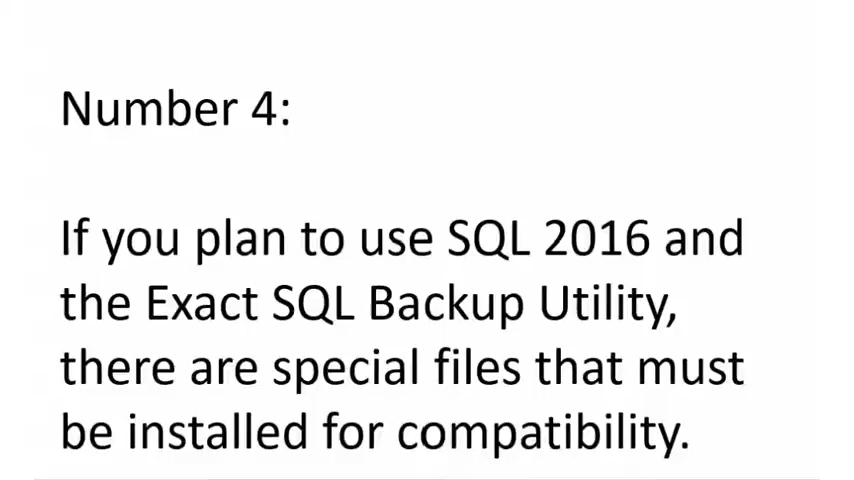 Number 4:
If you plan to use SQL 2016 and
the Exact SQL Backup Utility,
there are special files that must
be installed for compatibility.